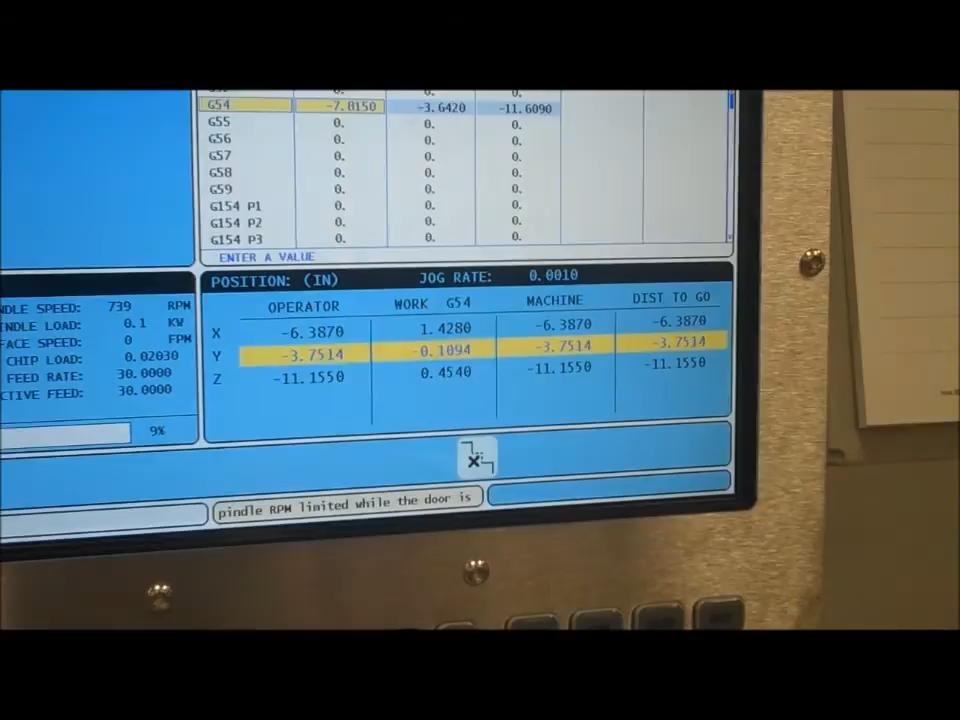 G54 -7.8150 -3.6420 -11.6090
G55 0. 0. 0.
G56 0. 0. 0.
G57 0. 0. 0.
G58 0. 0. 0.
G59 0. 0. 0.
G154 P1 0. 0. 0.
G154 P2 0. 0. 0.
G154 P3 0. 0. 0.
ENTER A VALUE
NDLE SPEED: 739 RPM
INDLE LOAD: 0.1 KW
FACE SPEED: 0 FPM
CHIP LOAD: 0.02030
FEED RATE: 30.0000
CTIVE FEED: 30.0000
9%
POSITION: (IN) JOG RATE: 0.0010
OPERATOR WORK G54 MACHINE DIST TO GO
X -6.3870 1.4280 -6.3870 -6.3870
Y -3.7514 -0.1094 -3.7514 -3.7514
Z -11.1550 0.4540 -11.1550 -11.1550
pindle RPM limited while the door is